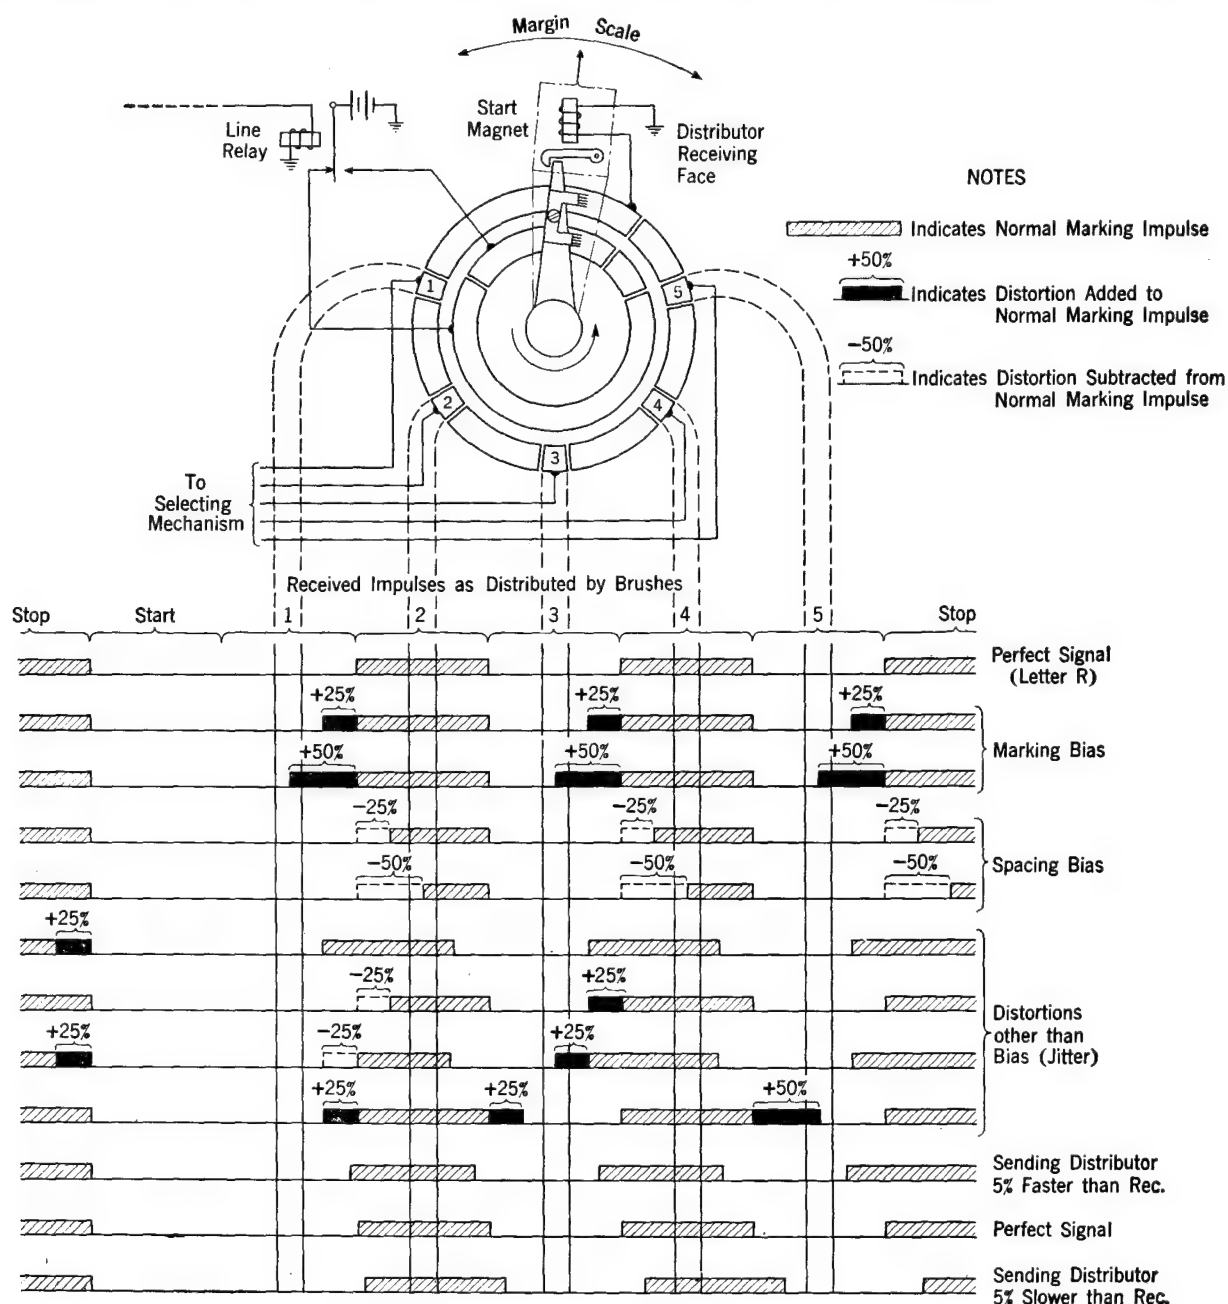 Margin Scale
Line
Relay
Start
Magnet
Distributor
Receiving
Face
1
2
3
4
5
To
Selecting
Mechanism
NOTES
Indicates Normal Marking Impulse
+50%
Indicates Distortion Added to
Normal Marking Impulse
−50%
Indicates Distortion Subtracted from
Normal Marking Impulse
Received Impulses as Distributed by Brushes
Stop Start 1 2 3 4 5 Stop
Perfect Signal
(Letter R)
+25% +25% +25%
+50% +50% +50%
Marking Bias
−25% −25% −25%
−50% −50% −50%
Spacing Bias
+25%
−25% +25%
+25% −25% +25%
+25% +25% +50%
Distortions
other than
Bias (Jitter)
Sending Distributor
5% Faster than Rec.
Perfect Signal
Sending Distributor
5% Slower than Rec.